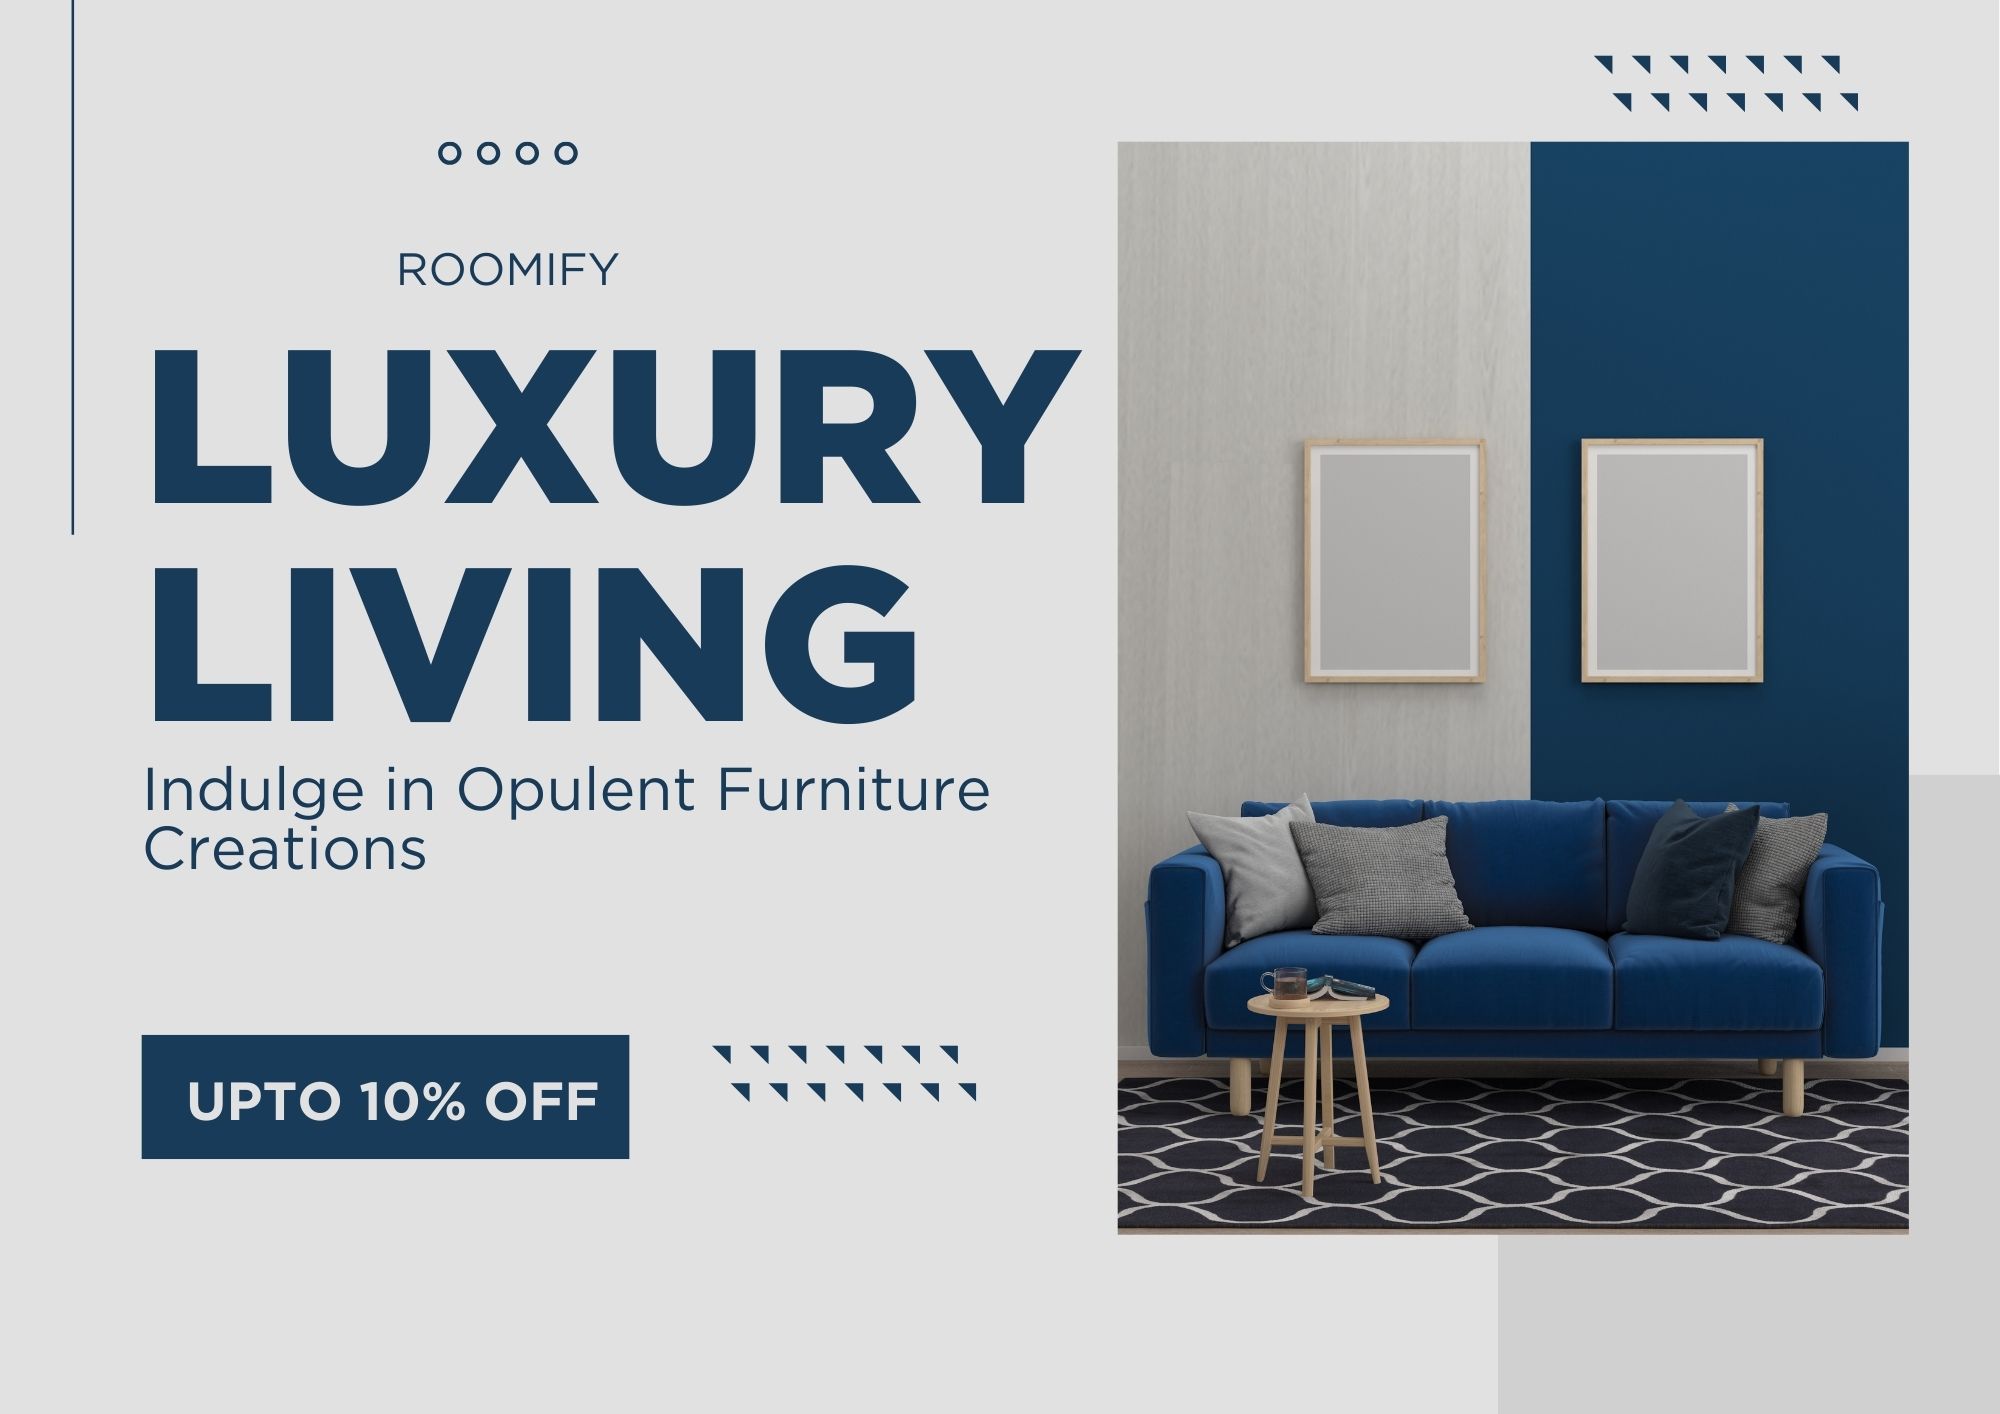 ROOMIFY
LUXURY
LIVING
Indulge in Opulent Furniture
Creations
UPTO 10% OFF